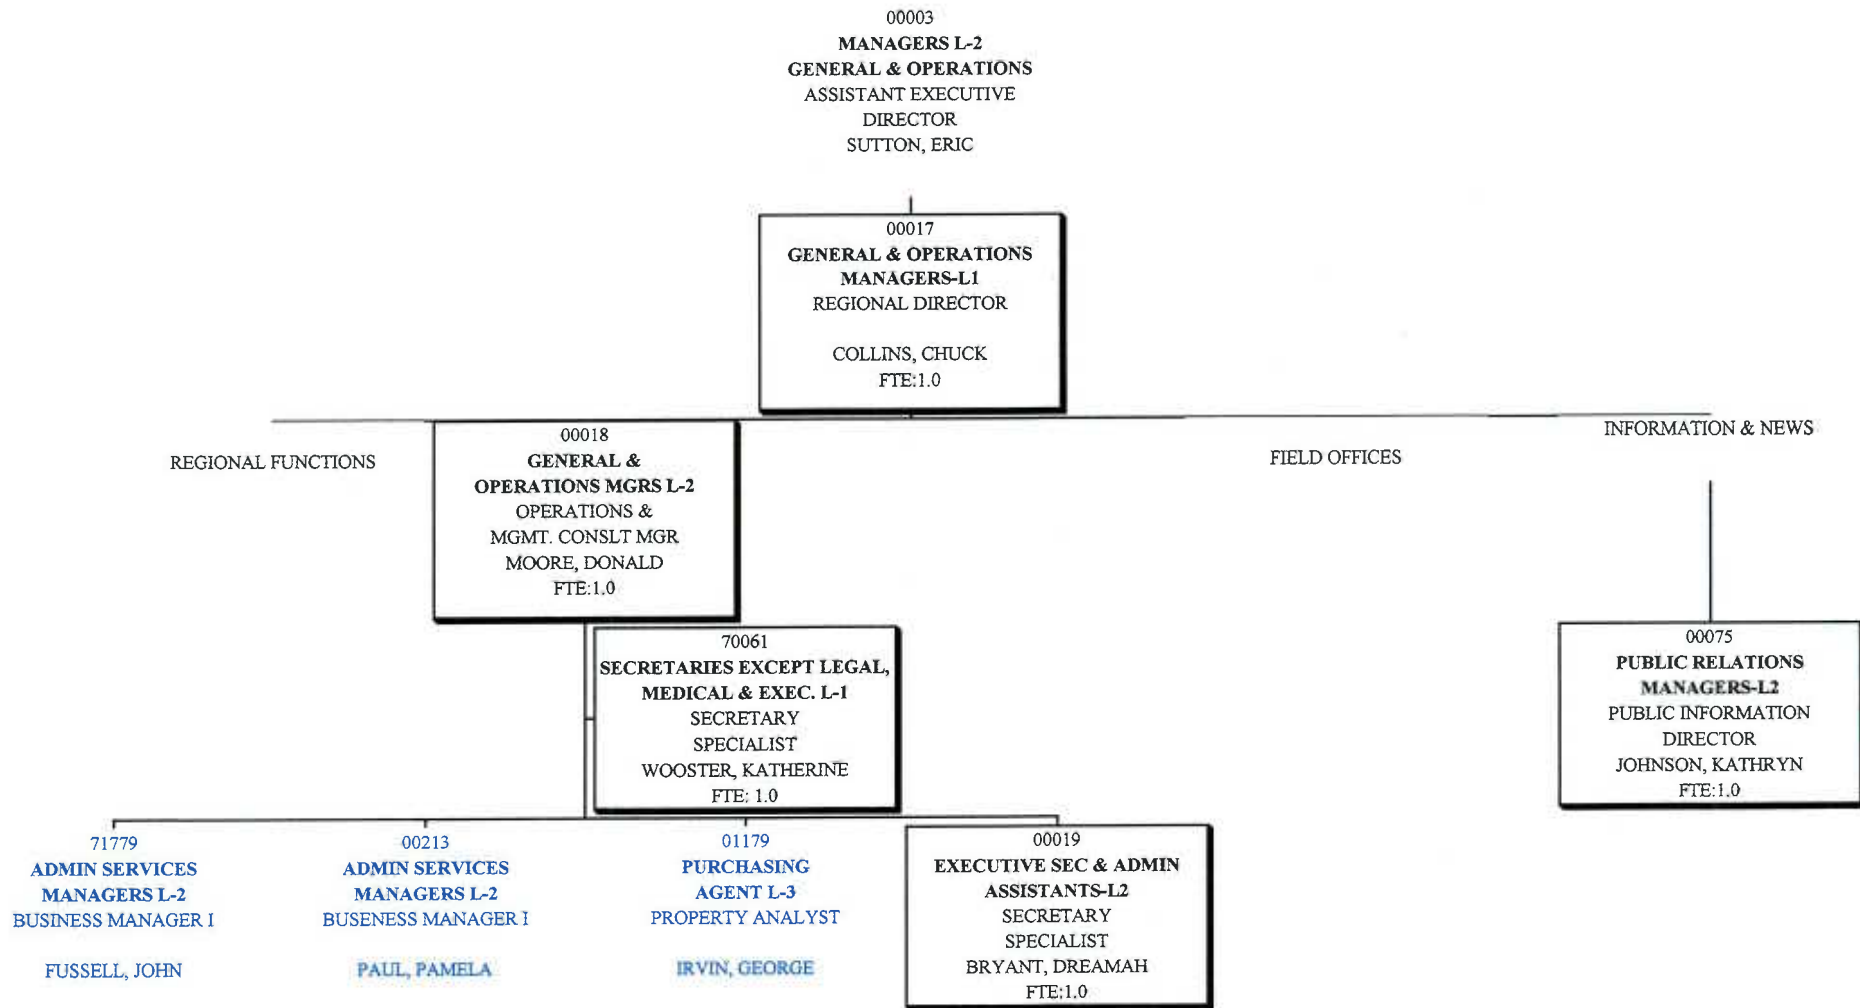 00003
MANAGERS L-2
GENERAL & OPERATIONS
ASSISTANT EXECUTIVE
DIRECTOR
SUTTON, ERIC
00017
GENERAL & OPERATIONS
MANAGERS-L1
REGIONAL DIRECTOR
COLLINS, CHUCK
FTE:1.0
REGIONAL FUNCTIONS
00018
GENERAL &
OPERATIONS MGRS L-2
OPERATIONS &
MGMT. CONSLT MGR
MOORE, DONALD
FTE:1.0
FIELD OFFICES
INFORMATION & NEWS
70061
SECRETARIES EXCEPT LEGAL,
MEDICAL & EXEC. L-1
SECRETARY
SPECIALIST
WOOSTER, KATHERINE
FTE: 1.0
00075
PUBLIC RELATIONS
MANAGERS-L2
PUBLIC INFORMATION
DIRECTOR
JOHNSON, KATHRYN
FTE:1.0
71779
ADMIN SERVICES
MANAGERS L-2
BUSINESS MANAGER I
FUSSELL, JOHN
00213
ADMIN SERVICES
MANAGERS L-2
BUSENESS MANAGER I
PAUL, PAMELA
01179
PURCHASING
AGENT L-3
PROPERTY ANALYST
IRVIN, GEORGE
00019
EXECUTIVE SEC & ADMIN
ASSISTANTS-L2
SECRETARY
SPECIALIST
BRYANT, DREAMAH
FTE:1.0